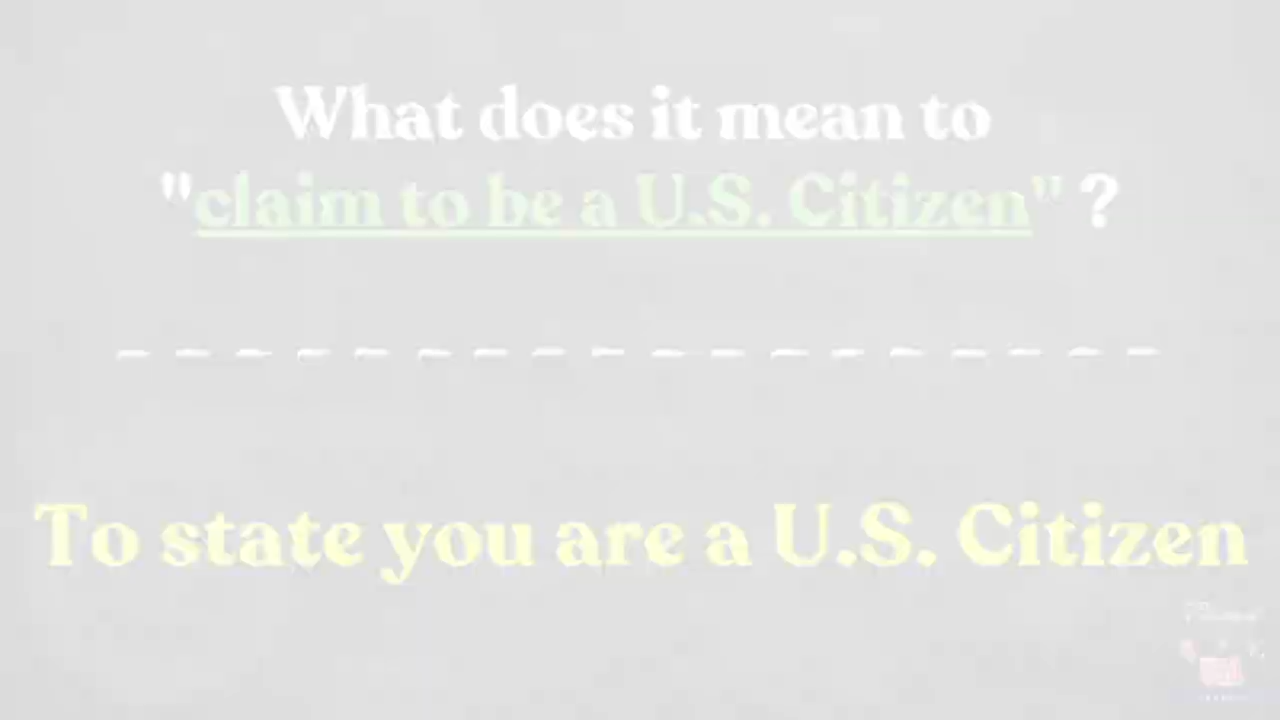 What does it mean to
"claim to be a U.S. Citizen" ?
To state you are a U.S. Citizen